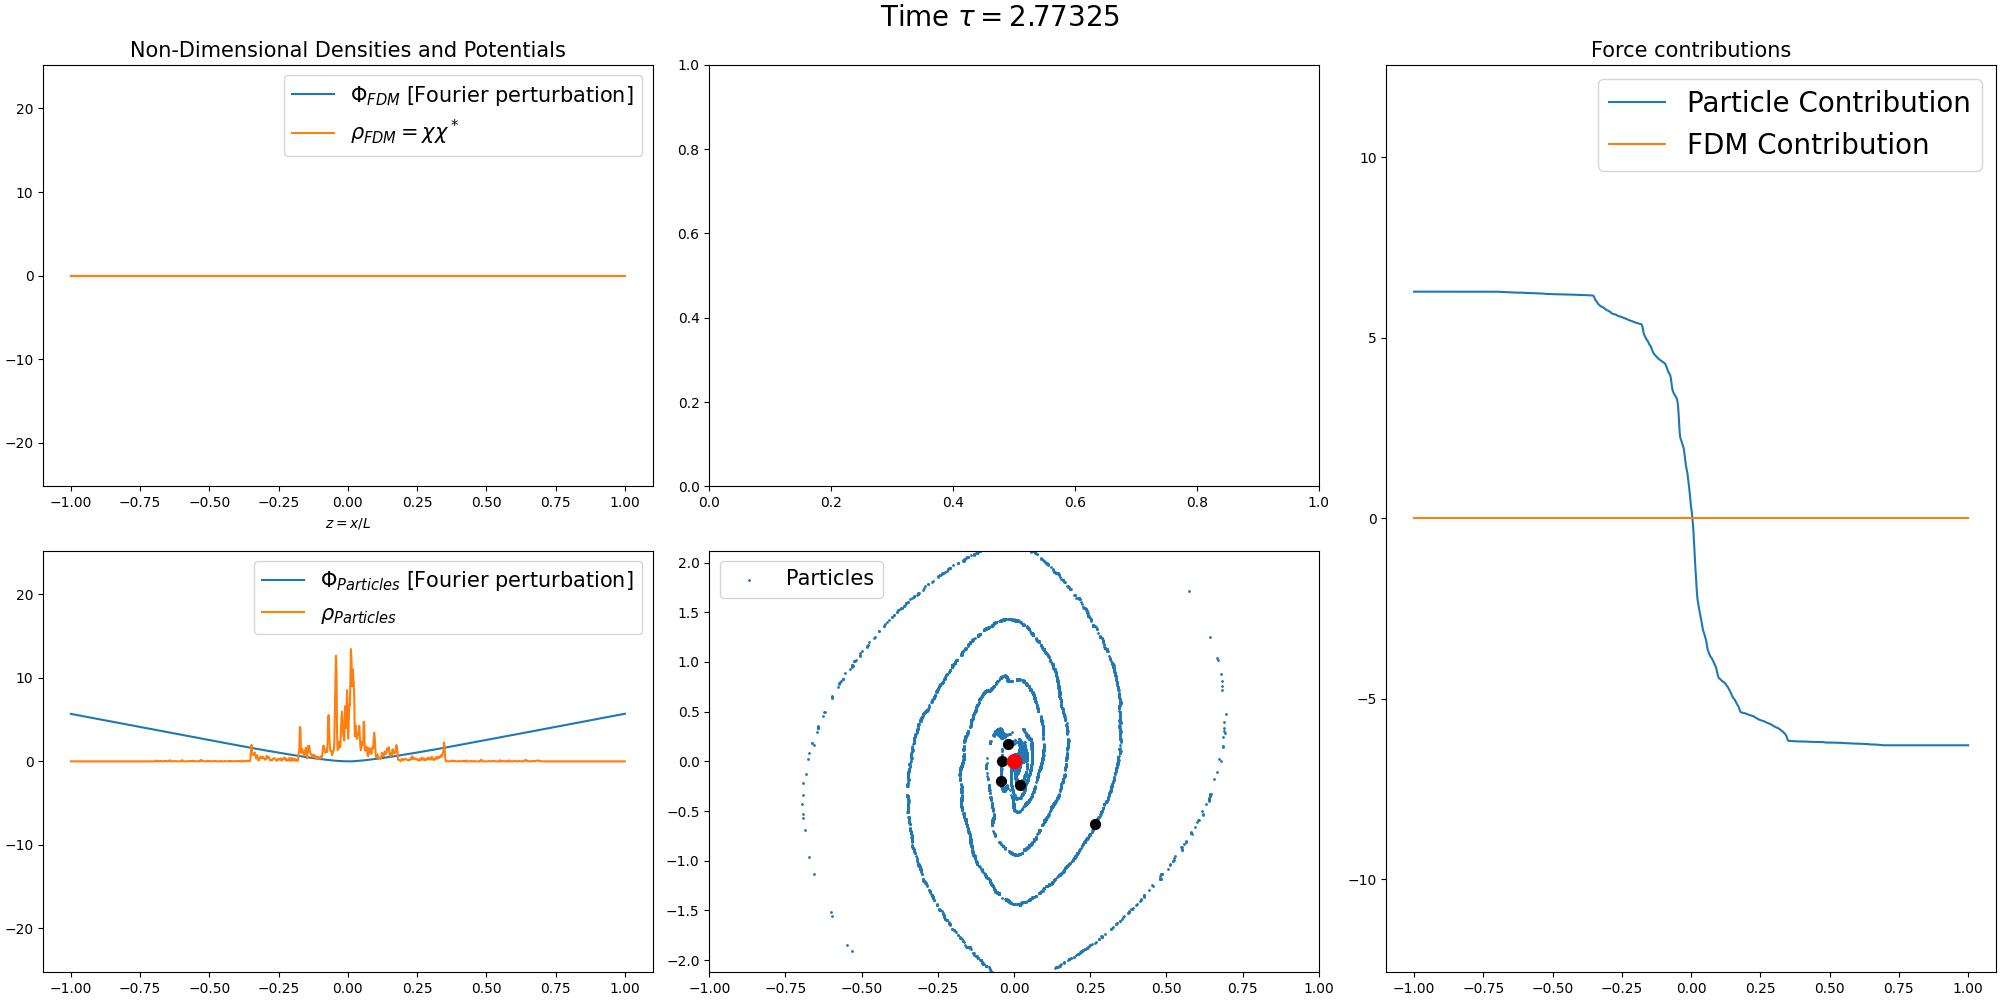 Time τ = 2.77325
Non-Dimensional Densities and Potentials
Φ_FDM [Fourier perturbation]
ρ_FDM = χχ*
20
10
0
−10
−20
−1.00 −0.75 −0.50 −0.25 0.00 0.25 0.50 0.75 1.00
z = x/L
1.0
0.8
0.6
0.4
0.2
0.0
0.0 0.2 0.4 0.6 0.8 1.0
Φ_Particles [Fourier perturbation]
ρ_Particles
20
10
0
−10
−20
−1.00 −0.75 −0.50 −0.25 0.00 0.25 0.50 0.75 1.00
Particles
2.0
1.5
1.0
0.5
0.0
−0.5
−1.0
−1.5
−2.0
−1.00 −0.75 −0.50 −0.25 0.00 0.25 0.50 0.75 1.00
Force contributions
Particle Contribution
FDM Contribution
10
5
0
−5
−10
−1.00 −0.75 −0.50 −0.25 0.00 0.25 0.50 0.75 1.00